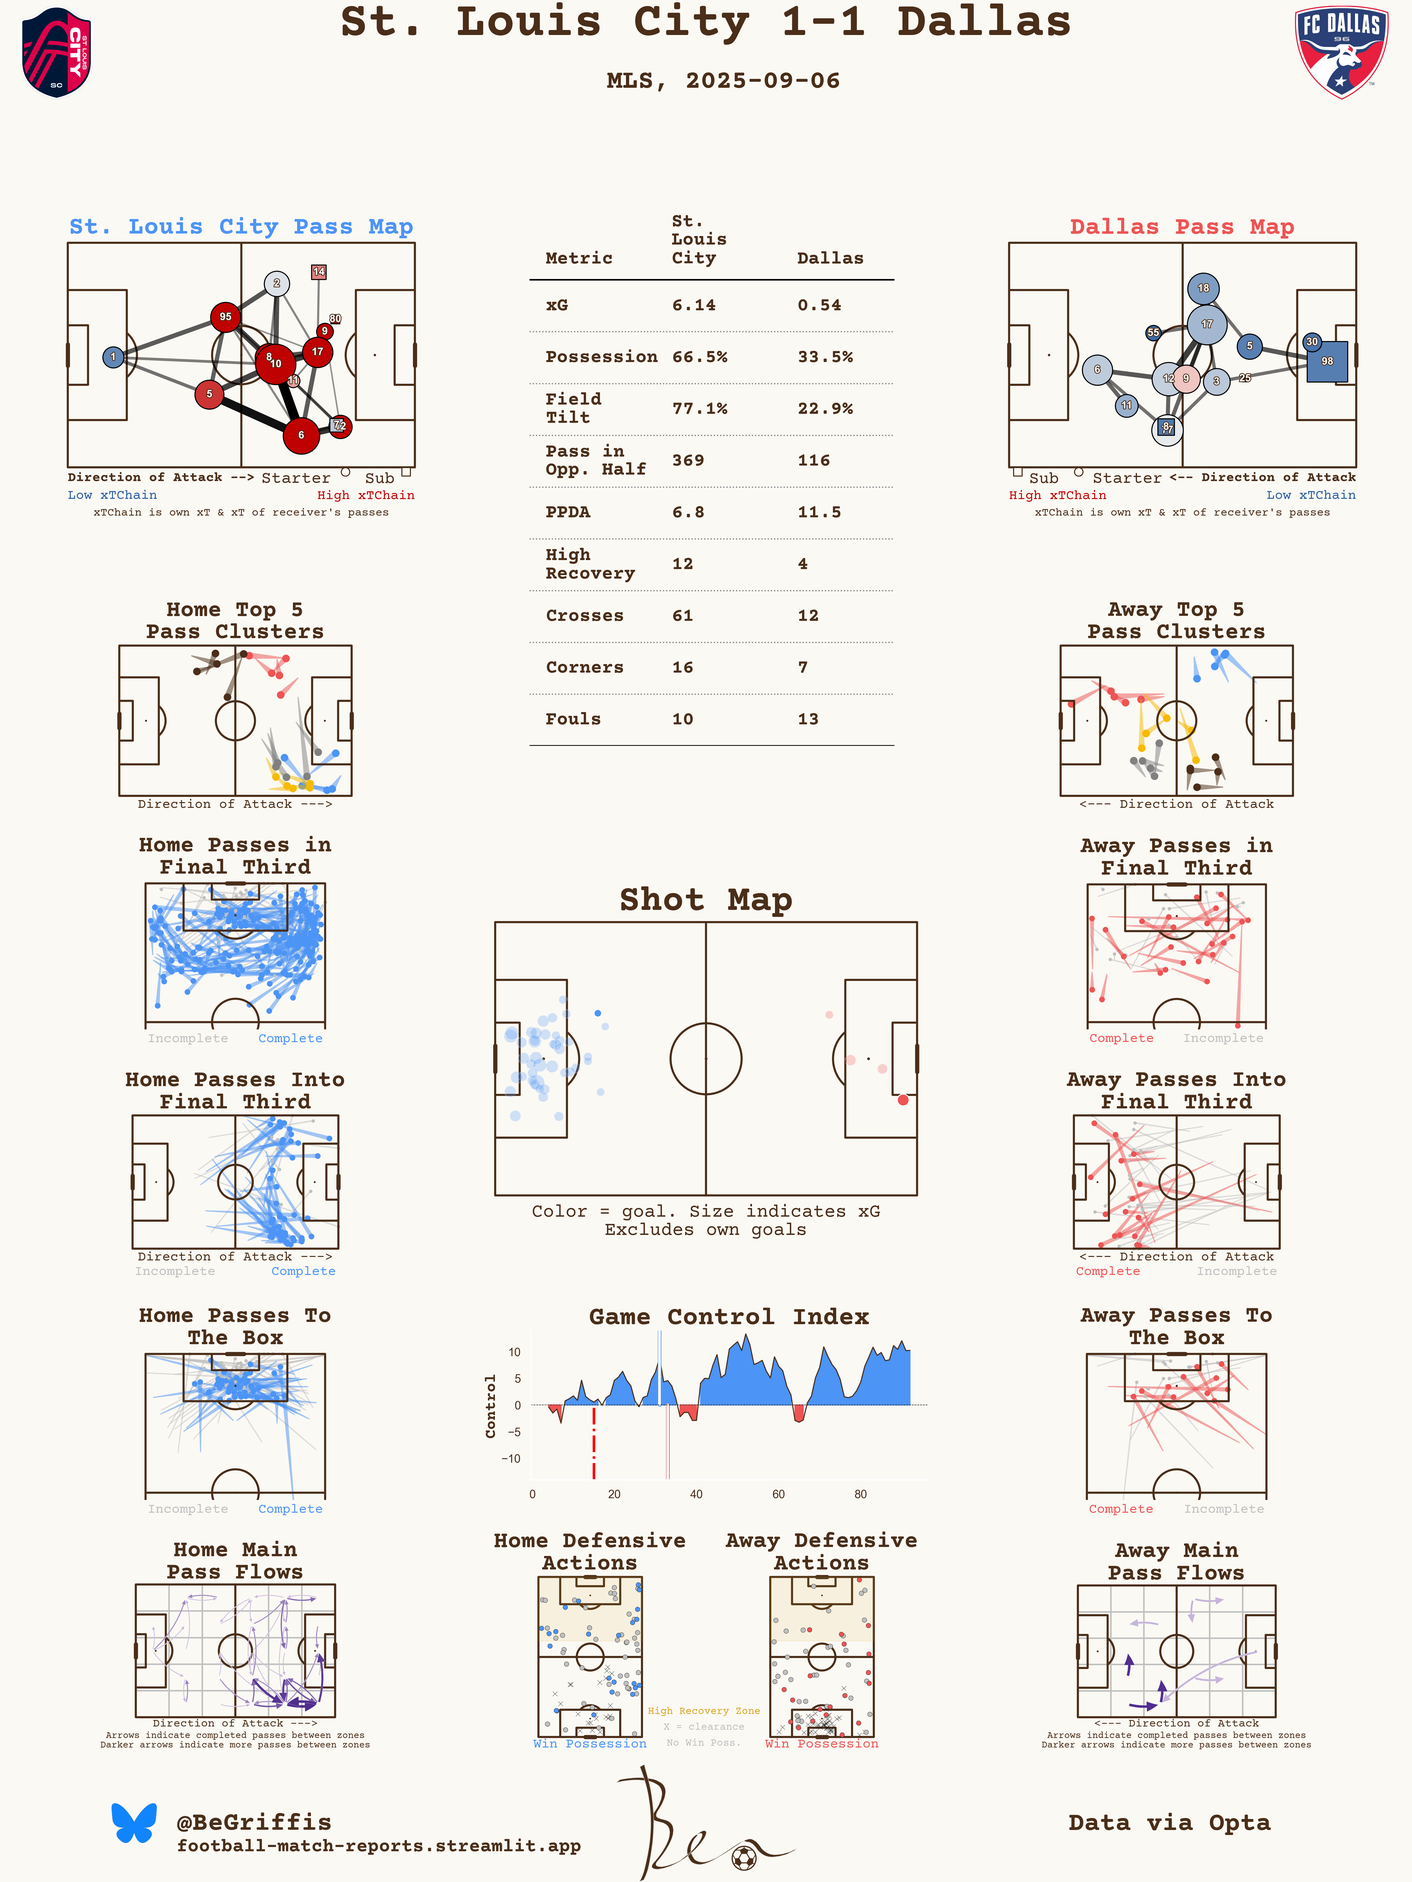 St. Louis City 1-1 Dallas
MLS, 2025-09-06
CITY
ST LOUIS
SC
FC DALLAS
96
St. Louis City Pass Map
2
14
95
80
9
1
8
10
17
11
5
6
7
Direction of Attack --> Starter Sub
Low xTChain High xTChain
xTChain is own xT & xT of receiver's passes
Metric St. Louis City Dallas
xG 6.14 0.54
Possession 66.5% 33.5%
Field Tilt 77.1% 22.9%
Pass in Opp. Half 369 116
PPDA 6.8 11.5
High Recovery 12 4
Crosses 61 12
Corners 16 7
Fouls 10 13
Dallas Pass Map
18
17
55
5
30
98
6
12
9
3
25
11
8
Sub Starter <-- Direction of Attack
High xTChain Low xTChain
xTChain is own xT & xT of receiver's passes
Home Top 5
Pass Clusters
Direction of Attack --->
Away Top 5
Pass Clusters
<--- Direction of Attack
Home Passes in
Final Third
Incomplete Complete
Away Passes in
Final Third
Complete Incomplete
Shot Map
Color = goal. Size indicates xG
Excludes own goals
Home Passes Into
Final Third
Direction of Attack --->
Incomplete Complete
Away Passes Into
Final Third
<--- Direction of Attack
Complete Incomplete
Home Passes To
The Box
Incomplete Complete
Game Control Index
Control
10
5
0
−5
−10
0 20 40 60 80
Away Passes To
The Box
Complete Incomplete
Home Main
Pass Flows
Direction of Attack --->
Arrows indicate completed passes between zones
Darker arrows indicate more passes between zones
Home Defensive
Actions
Win Possession
High Recovery Zone
X = clearance
No Win Poss.
Away Defensive
Actions
Win Possession
Away Main
Pass Flows
<--- Direction of Attack
Arrows indicate completed passes between zones
Darker arrows indicate more passes between zones
@BeGriffis
football-match-reports.streamlit.app
Ben
Data via Opta